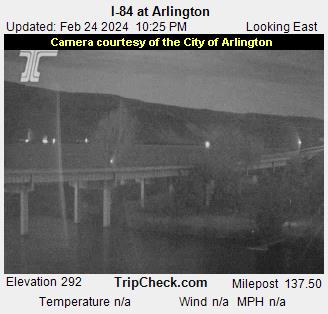 I-84 at Arlington
Updated: Feb 24 2024 10:25 PM Looking East
Camera courtesy of the City of Arlington
Elevation 292 TripCheck.com Milepost 137.50
Temperature n/a Wind n/a MPH n/a